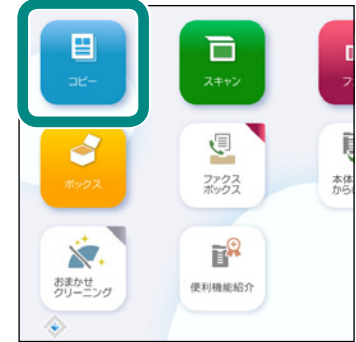 コピー
スキャン
ボックス
ファクス
ボックス
本体
から
おまかせ
クリーニング
便利機能紹介